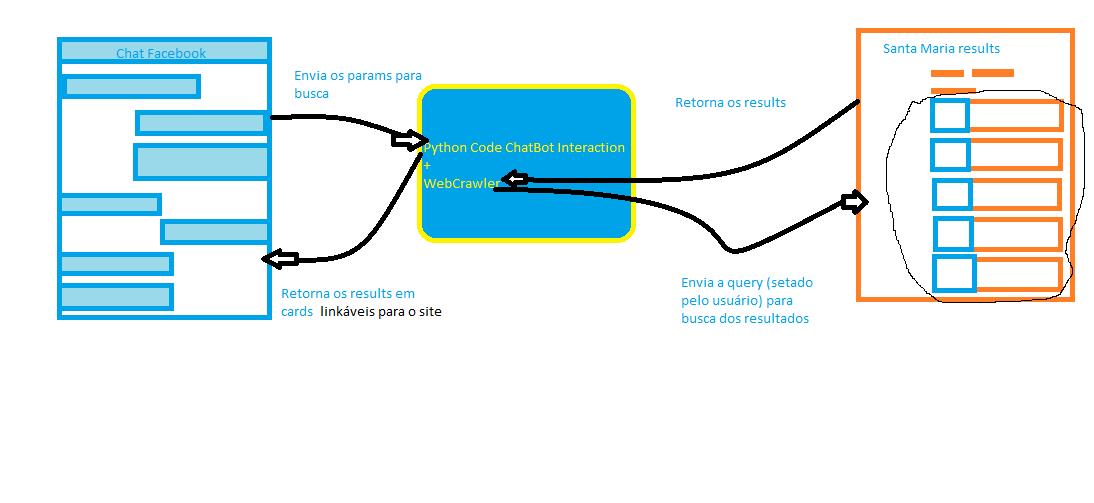 Chat Facebook
Envia os params para
busca
Python Code ChatBot Interaction
+
WebCrawler
Retorna os results em
cards linkáveis para o site
Retorna os results
Envia a query (setado
pelo usuário) para
busca dos resultados
Santa Maria results